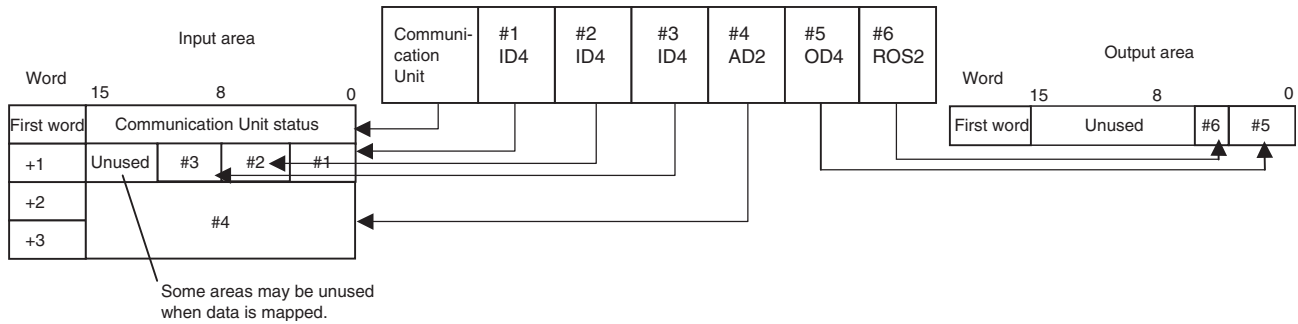 Input area
Word
15 8 0
First word Communication Unit status
+1 Unused #3 #2 #1
+2
#4
+3
Some areas may be unused
when data is mapped.
Communi-
cation
Unit
#1
ID4
#2
ID4
#3
ID4
#4
AD2
#5
OD4
#6
ROS2
Output area
Word
15 8 0
First word Unused #6 #5